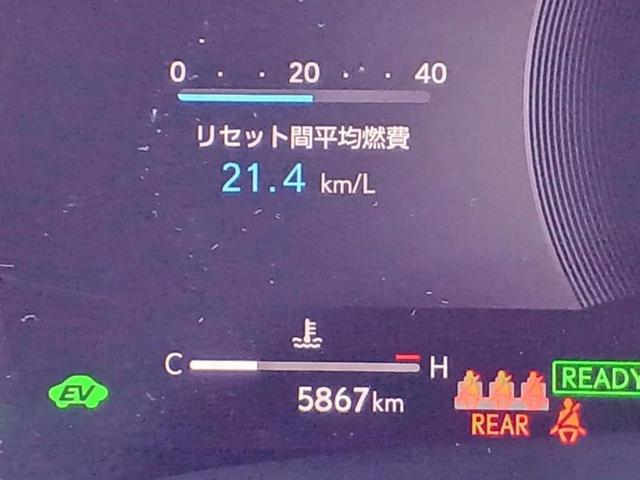 0 · · 20 · · 40
リセット間平均燃費
21.4 km/L
C H
EV
5867km
READY
REAR